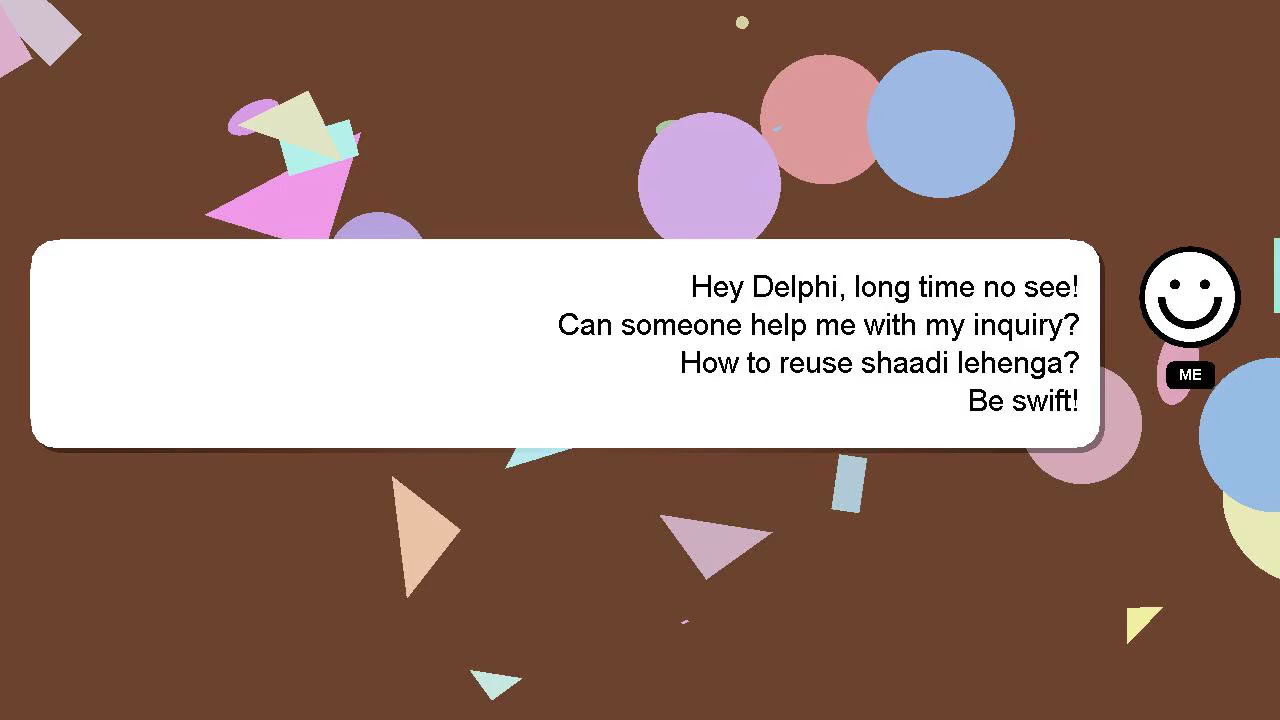 Hey Delphi, long time no see!
Can someone help me with my inquiry?
How to reuse shaadi lehenga?
Be swift!
ME